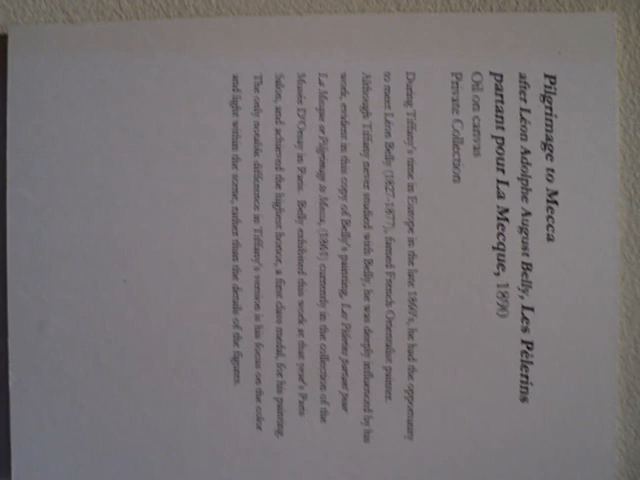 Pilgrimage to Mecca
after Léon Adolphe August Belly, Les Pèlerins
partant pour La Mecque, 1890
Oil on canvas
Private Collection
During Tiffany's time in Europe in the late 1860's, he had the opportunity
to meet Léon Belly (1827-1877), famed French Orientalist painter.
Although Tiffany never studied with Belly, he was deeply influenced by his
work, evident in this copy of Belly's painting, Les Pèlerins partant pour
La Mecque or Pilgrimage to Mecca, (1861) currently in the collection of the
Musée D'Orsay in Paris. Belly exhibited this work at that year's Paris
Salon, and achieved the highest honor, a first class medal, for his painting.
The only notable difference in Tiffany's version is his focus on the color
and light within the scene, rather than the details of the figures.